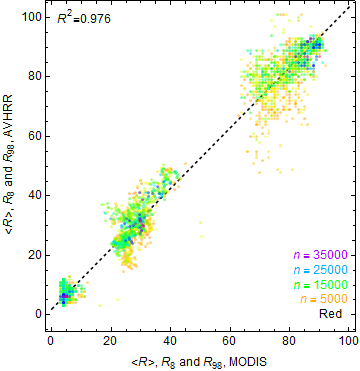 R²=0.976
100
80
60
40
20
0
<R>, R₈ and R₉₈, AVHRR
n = 35000
n = 25000
n = 15000
n = 5000
Red
0 20 40 60 80 100
<R>, R₈ and R₉₈, MODIS